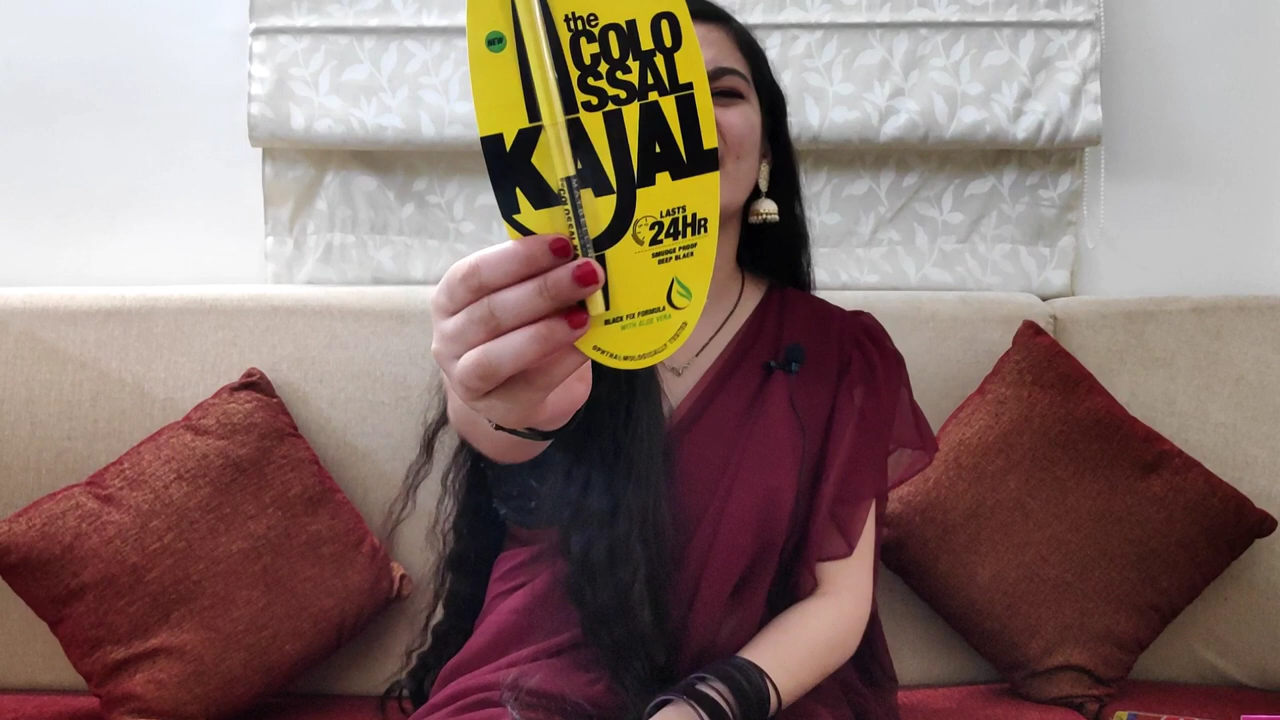 NEW
the
COLO
SSAL
KAJAL
LASTS
24HR
SMUDGE PROOF
DEEP BLACK
BLACK FIX FORMULA
WITH ALOE VERA
OPHTHALMOLOGICALLY TESTED
COLOSSAL